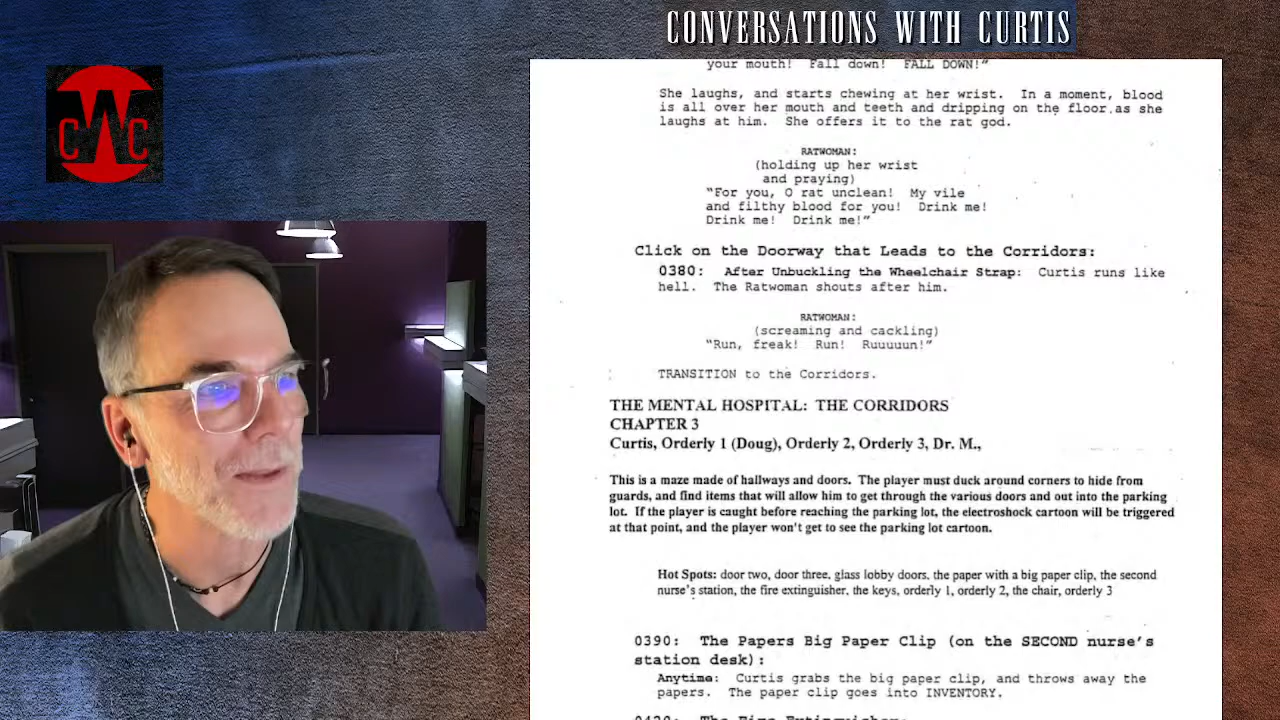 CONVERSATIONS WITH CURTIS
CWC
your mouth! Fall down! FALL DOWN!"
She laughs, and starts chewing at her wrist. In a moment, blood
is all over her mouth and teeth and dripping on the floor as she
laughs at him. She offers it to the rat god.
RATWOMAN:
(holding up her wrist
and praying)
"For you, O rat unclean! My vile
and filthy blood for you! Drink me!
Drink me! Drink me!"
Click on the Doorway that Leads to the Corridors:
0380: After Unbuckling the Wheelchair Strap: Curtis runs like
hell. The Ratwoman shouts after him.
RATWOMAN:
(screaming and cackling)
"Run, freak! Run! Ruuuuun!"
TRANSITION to the Corridors.
THE MENTAL HOSPITAL: THE CORRIDORS
CHAPTER 3
Curtis, Orderly 1 (Doug), Orderly 2, Orderly 3, Dr. M.,
This is a maze made of hallways and doors. The player must duck around corners to hide from
guards, and find items that will allow him to get through the various doors and out into the parking
lot. If the player is caught before reaching the parking lot, the electroshock cartoon will be triggered
at that point, and the player won't get to see the parking lot cartoon.
Hot Spots: door two, door three, glass lobby doors, the paper with a big paper clip, the second
nurse's station, the fire extinguisher, the keys, orderly 1, orderly 2, the chair, orderly 3
0390: The Papers Big Paper Clip (on the SECOND nurse's
station desk):
Anytime: Curtis grabs the big paper clip, and throws away the
papers. The paper clip goes into INVENTORY.
The Fire Extinguisher: